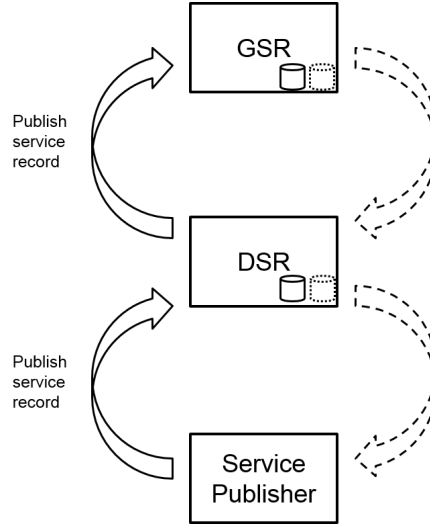 GSR
Publish
service
record
DSR
Publish
service
record
Service
Publisher